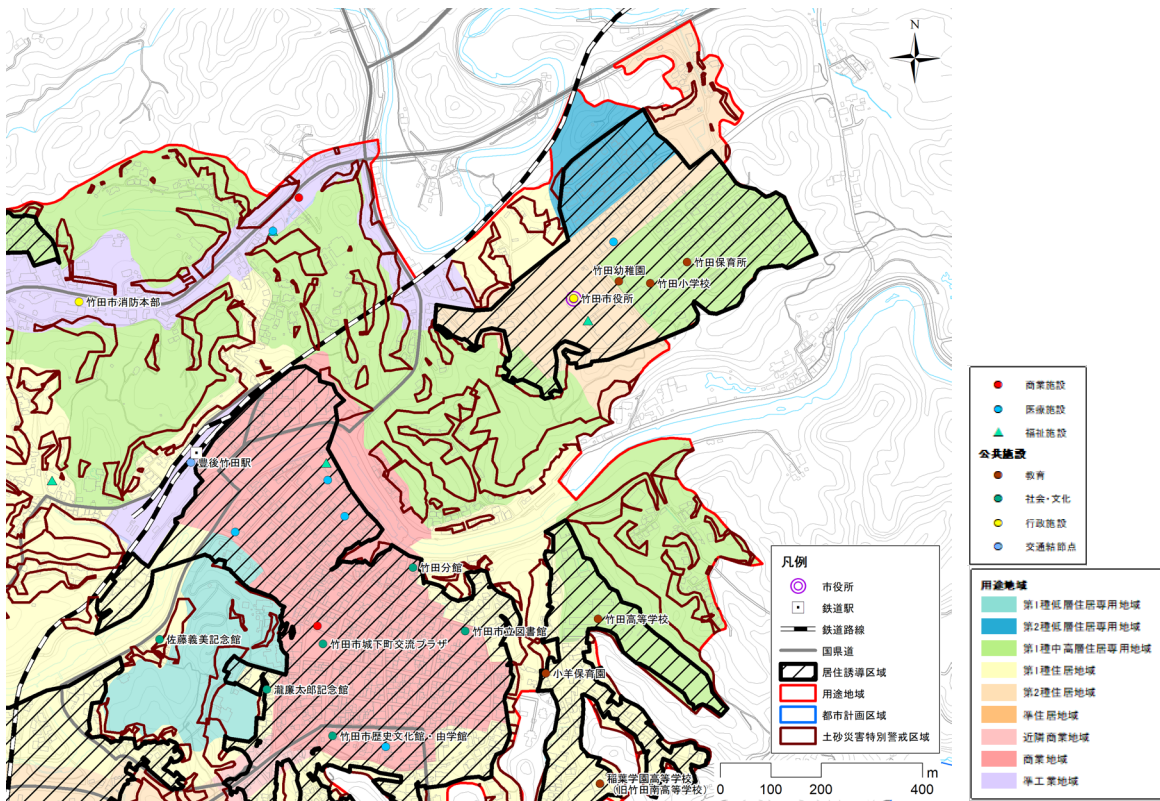 N
竹田保育所
竹田幼稚園
竹田小学校
竹田市役所
竹田市消防本部
豊後竹田駅
竹田分館
竹田市立図書館
竹田高等学校
佐藤義美記念館
竹田市城下町交流プラザ
小羊保育園
瀧廉太郎記念館
竹田市歴史文化館・由学館
稲葉学園高等学校
(旧竹田南高等学校)
凡例
市役所
鉄道駅
鉄道路線
国県道
居住誘導区域
用途地域
都市計画区域
土砂災害特別警戒区域
0 100 200 400
m
商業施設
医療施設
福祉施設
公共施設
教育
社会・文化
行政施設
交通結節点
用途地域
第1種低層住居専用地域
第2種低層住居専用地域
第1種中高層住居専用地域
第1種住居地域
第2種住居地域
準住居地域
近隣商業地域
商業地域
準工業地域